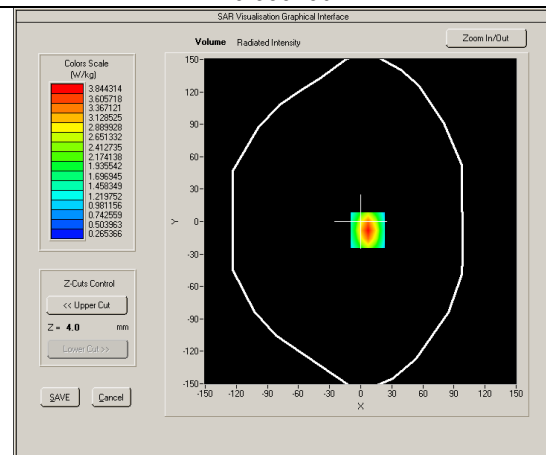 SAR Visualisation Graphical Interface
Volume Radiated Intensity
Zoom In/Out
Colors Scale
(W/kg)
3.844314
3.605718
3.367121
3.128525
2.889928
2.651332
2.412735
2.174138
1.935542
1.696945
1.458349
1.219752
0.981156
0.742559
0.503963
0.265366
Z-Cuts Control
<< Upper Cut
Z = 4.0 mm
Lower Cut >>
SAVE Cancel
150
120
90
60
30
0
-30
-60
-90
-120
-150
Y
-150 -120 -90 -60 -30 0 30 60 90 120 150
X